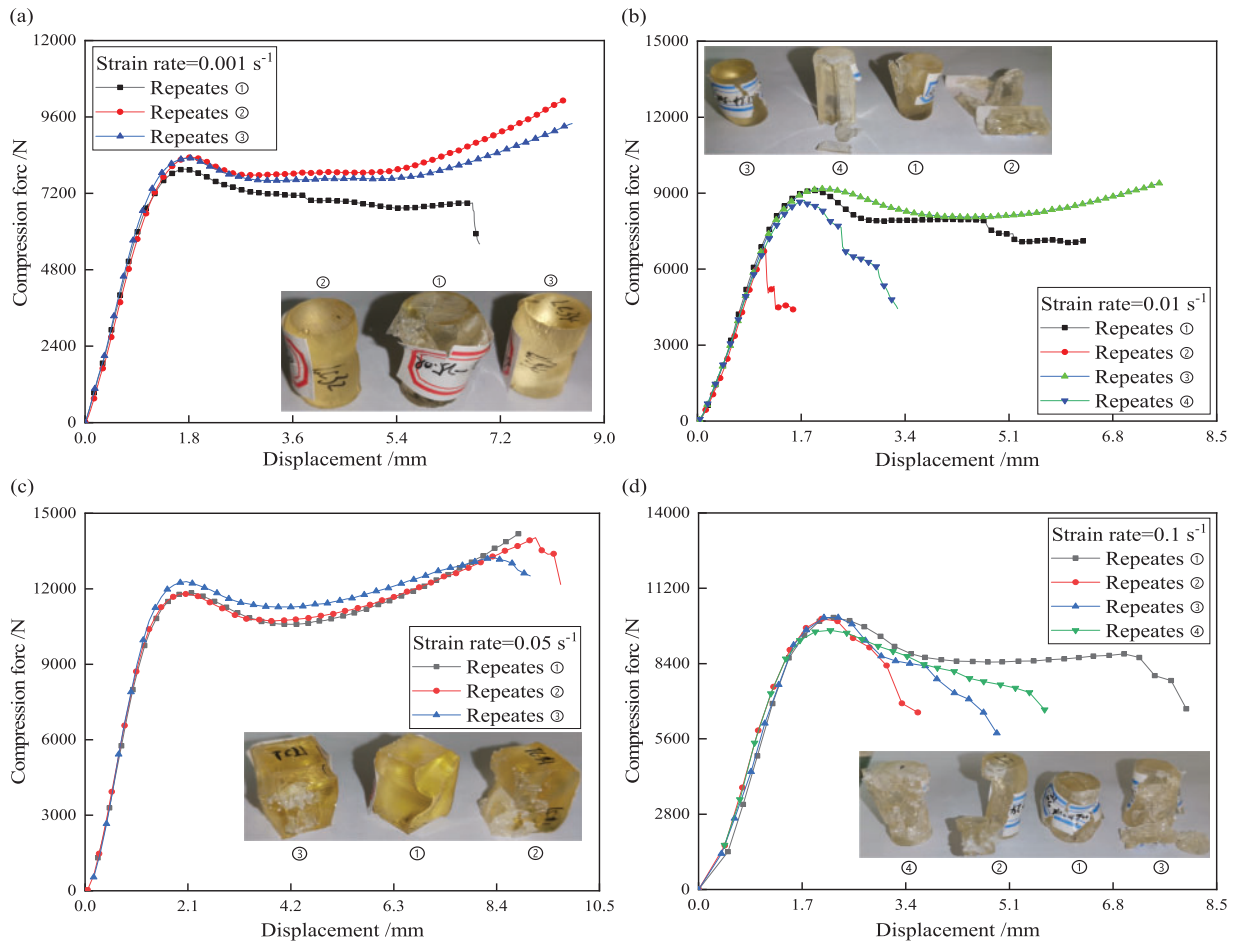 (a)
12000
9600
7200
4800
2400
0
Compression forc /N
Strain rate=0.001 s⁻¹
Repeates ①
Repeates ②
Repeates ③
② ① ③
0.0 1.8 3.6 5.4 7.2 9.0
Displacement /mm
(b)
15000
12000
9000
6000
3000
0
Compression forc /N
③ ④ ① ②
Strain rate=0.01 s⁻¹
Repeates ①
Repeates ②
Repeates ③
Repeates ④
0.0 1.7 3.4 5.1 6.8 8.5
Displacement /mm
(c)
15000
12000
9000
6000
3000
0
Compression forc /N
Strain rate=0.05 s⁻¹
Repeates ①
Repeates ②
Repeates ③
③ ① ②
0.0 2.1 4.2 6.3 8.4 10.5
Displacement /mm
(d)
14000
11200
8400
5600
2800
0
Compression forc /N
Strain rate=0.1 s⁻¹
Repeates ①
Repeates ②
Repeates ③
Repeates ④
④ ② ① ③
0.0 1.7 3.4 5.1 6.8 8.5
Displacement /mm